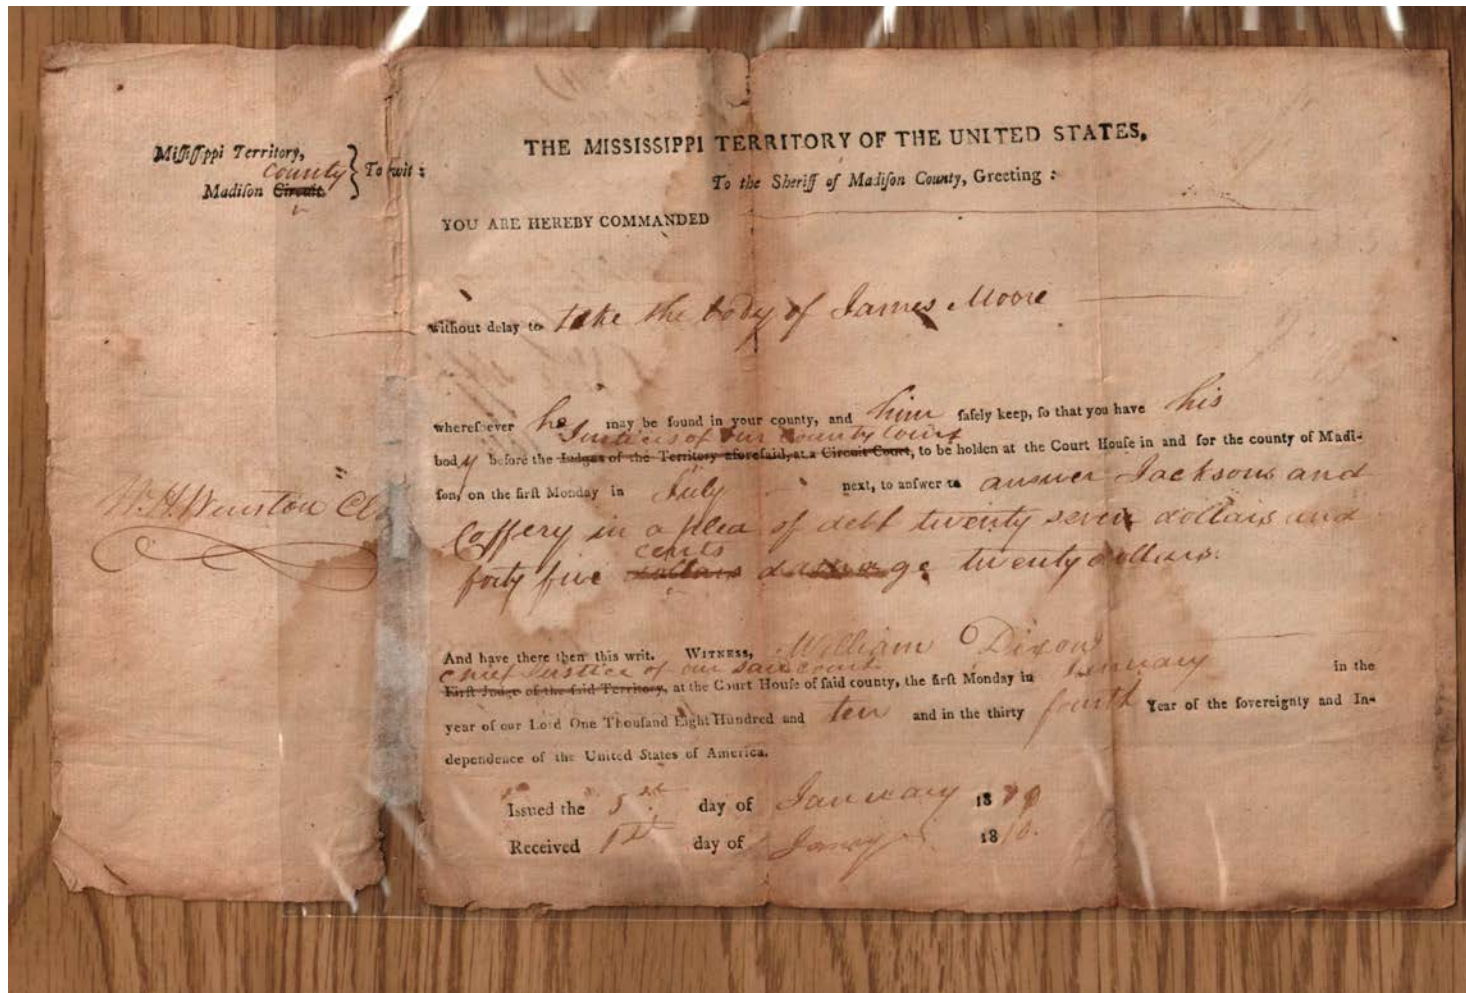 THE MISSISSIPPI TERRITORY OF THE UNITED STATES,
Miſſiſſippi Territory,
county
Madiſon Circuit.
} To wit :
To the Sheriff of Madiſon County, Greeting :
YOU ARE HEREBY COMMANDED
without delay to take the body of James Moore
whereſoever he may be found in your county, and him ſafely keep, ſo that you have his
Justices of our county court
body before the Judges of the Territory aforeſaid, at a Circuit Court, to be holden at the Court Houſe in and for the county of Madi-
ſon, on the firſt Monday in July next, to anſwer to answer Jacksons and
W. H. Winston
Coffery in a plea of debt twenty seven dollars and
cents
forty five dollars damage twenty dollars.
And have there then this writ. WITNESS, William Dixon
chief Justice of our said court
Firſt Judge of the ſaid Territory, at the Court Houſe of ſaid county, the firſt Monday in January in the
year of our Lord One Thouſand Eight Hundred and ten and in the thirty fourth Year of the ſovereignty and In-
dependence of the United States of America.
Issued the day of January 18
Received 1st day of Jany 1810.